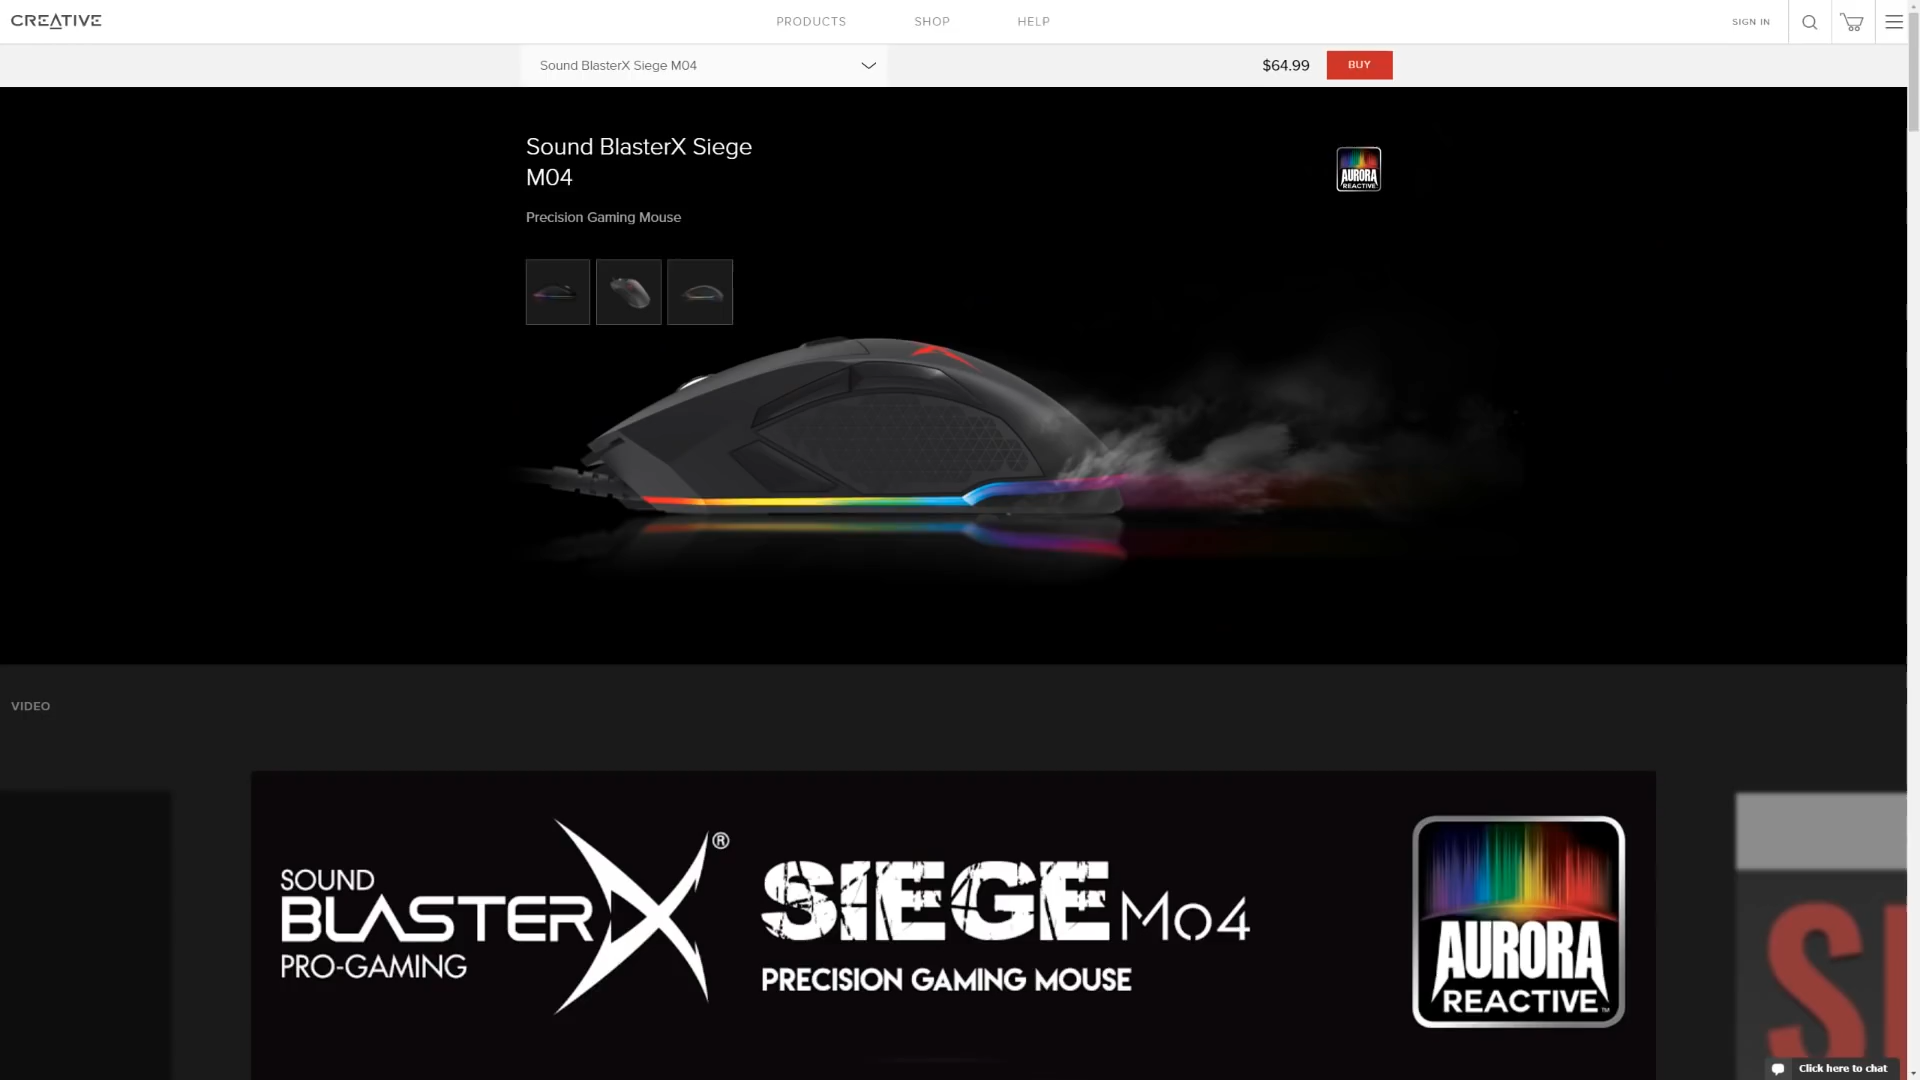 CREATIVE
PRODUCTS
SHOP
HELP
SIGN IN
Sound BlasterX Siege M04
$64.99
BUY
Sound BlasterX Siege
M04
Precision Gaming Mouse
AURORA
REACTIVE
VIDEO
SOUND
BLASTERX®
PRO-GAMING
SIEGE M04
PRECISION GAMING MOUSE
AURORA
REACTIVE™
Click here to chat